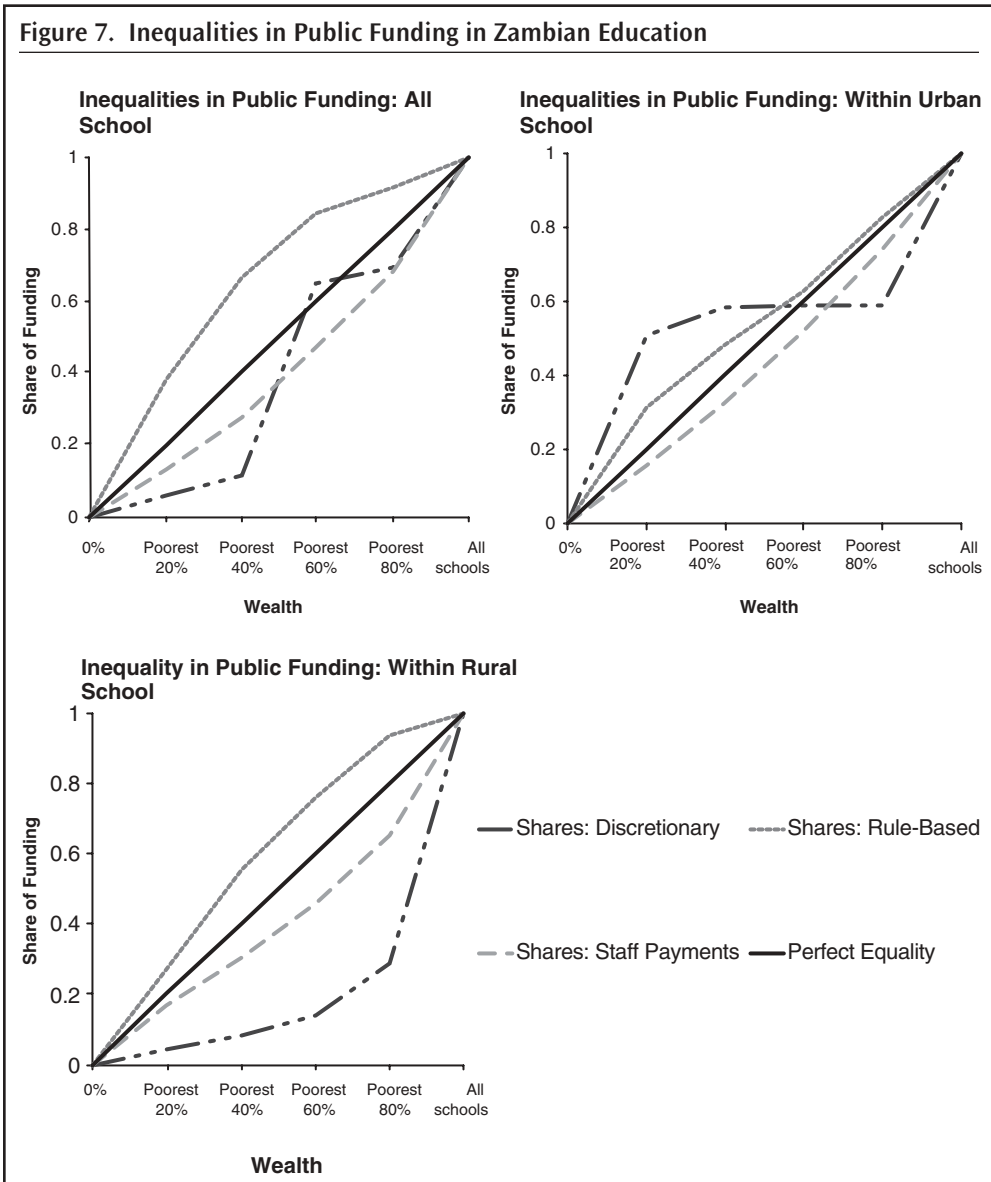 Figure 7. Inequalities in Public Funding in Zambian Education
Inequalities in Public Funding: All
School
1
0.8
0.6
0.4
0.2
0
Share of Funding
0% Poorest Poorest Poorest Poorest All
20% 40% 60% 80% schools
Wealth
Inequalities in Public Funding: Within Urban
School
1
0.8
0.6
0.4
0.2
0
Share of Funding
0% Poorest Poorest Poorest Poorest All
20% 40% 60% 80% schools
Wealth
Inequality in Public Funding: Within Rural
School
1
0.8
0.6
0.4
0.2
0
Share of Funding
0% Poorest Poorest Poorest Poorest All
20% 40% 60% 80% schools
Wealth
Shares: Discretionary Shares: Rule-Based
Shares: Staff Payments Perfect Equality